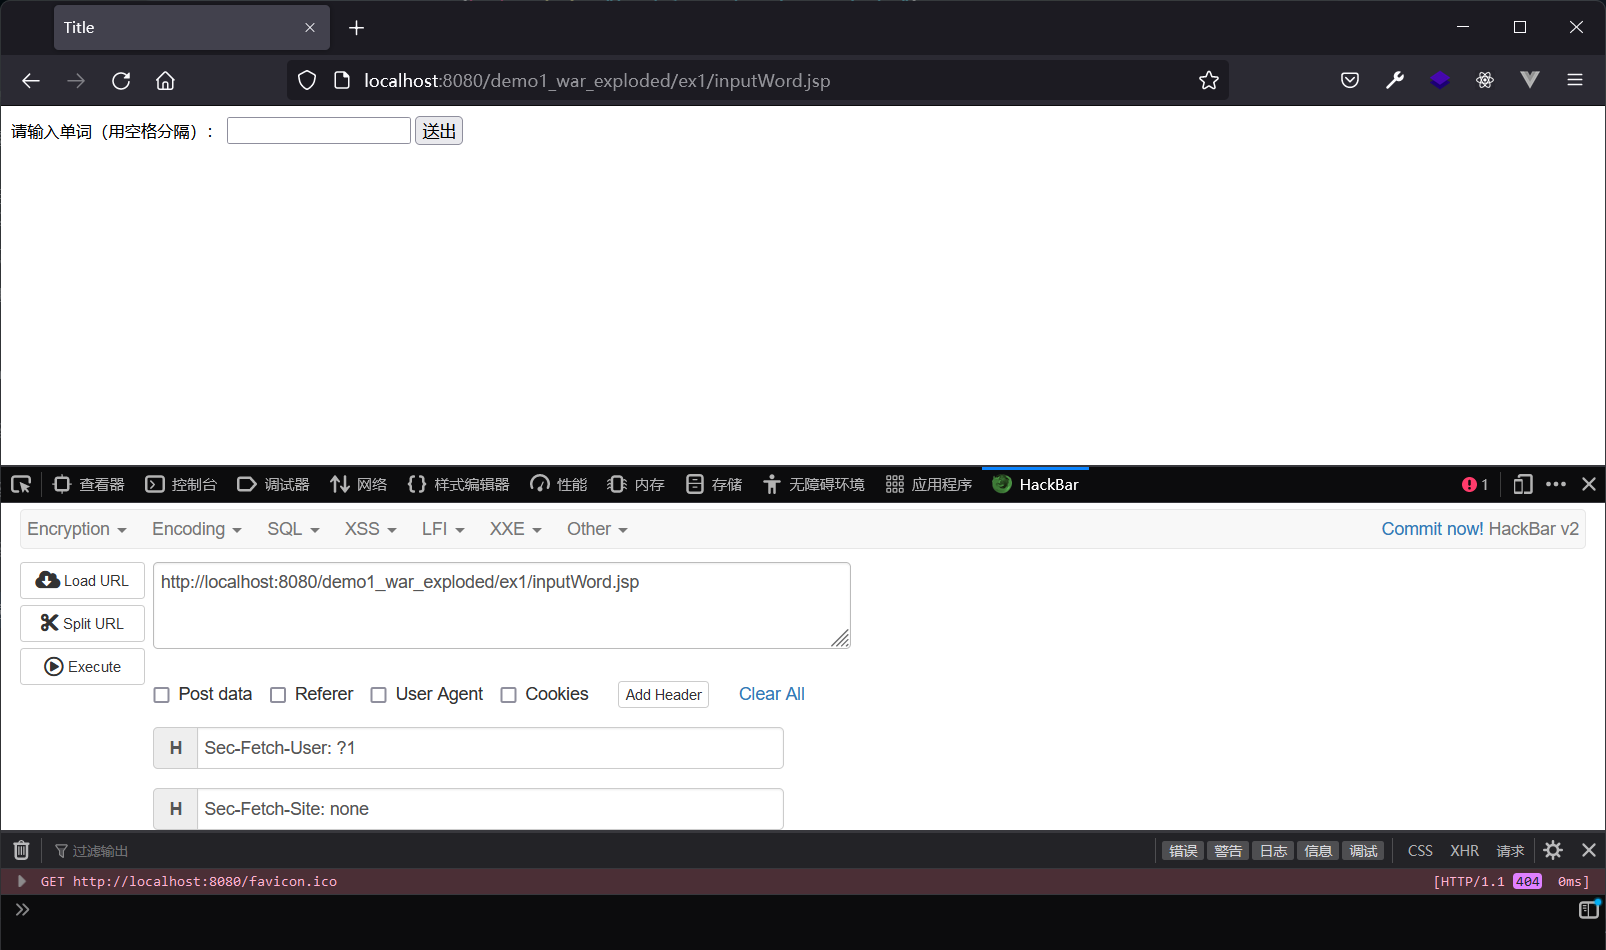 Title
localhost:8080/demo1_war_exploded/ex1/inputWord.jsp
请输入单词（用空格分隔）： 送出
查看器 控制台 调试器 网络 样式编辑器 性能 内存 存储 无障碍环境 应用程序 HackBar 1
Encryption Encoding SQL XSS LFI XXE Other Commit now! HackBar v2
Load URL http://localhost:8080/demo1_war_exploded/ex1/inputWord.jsp
Split URL
Execute
Post data Referer User Agent Cookies Add Header Clear All
H Sec-Fetch-User: ?1
H Sec-Fetch-Site: none
过滤输出 错误 警告 日志 信息 调试 CSS XHR 请求
GET http://localhost:8080/favicon.ico [HTTP/1.1 404 0ms]